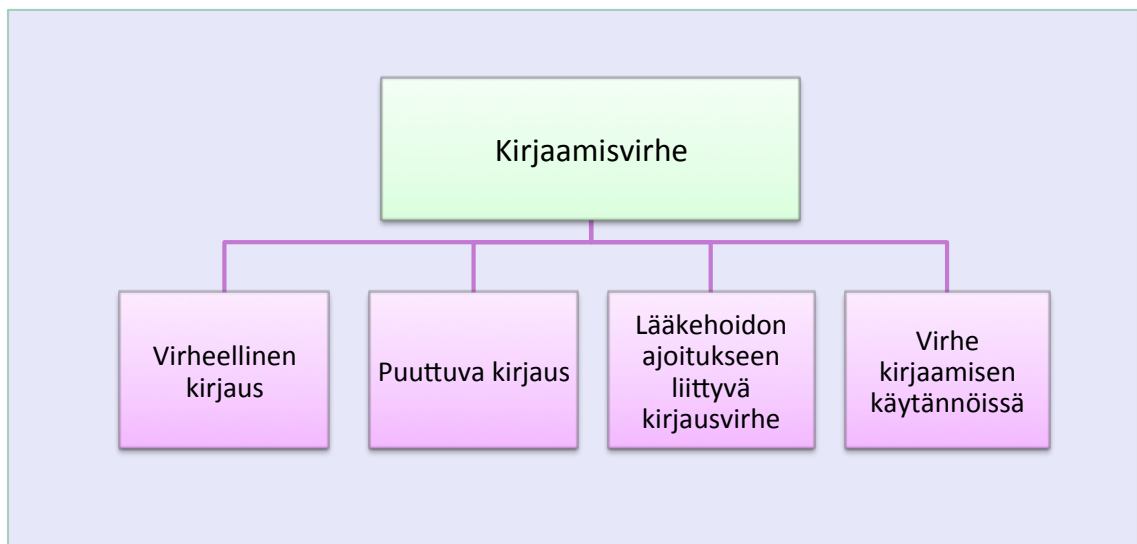 Kirjaamisvirhe
Virheellinen
kirjaus
Puuttuva kirjaus
Lääkehoidon
ajoitukseen
liittyvä
kirjausvirhe
Virhe
kirjaamisen
käytännöissä